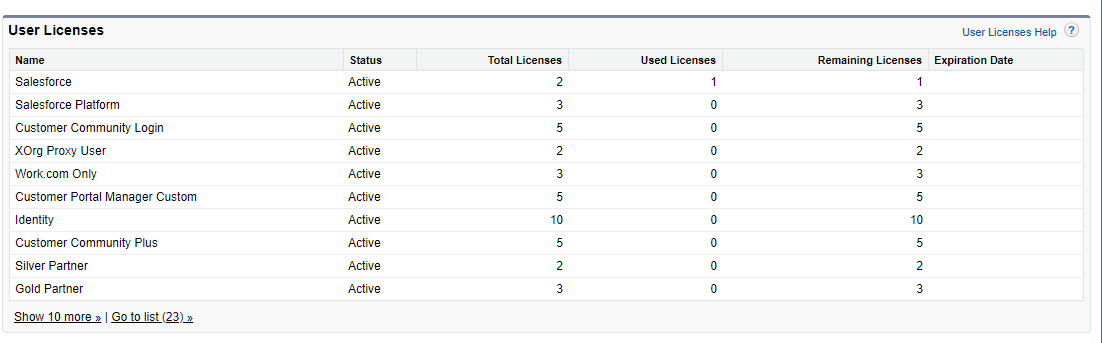 User Licenses
User Licenses Help ?
Name Status Total Licenses Used Licenses Remaining Licenses Expiration Date
Salesforce Active 2 1 1
Salesforce Platform Active 3 0 3
Customer Community Login Active 5 0 5
XOrg Proxy User Active 2 0 2
Work.com Only Active 3 0 3
Customer Portal Manager Custom Active 5 0 5
Identity Active 10 0 10
Customer Community Plus Active 5 0 5
Silver Partner Active 2 0 2
Gold Partner Active 3 0 3
Show 10 more » | Go to list (23) »